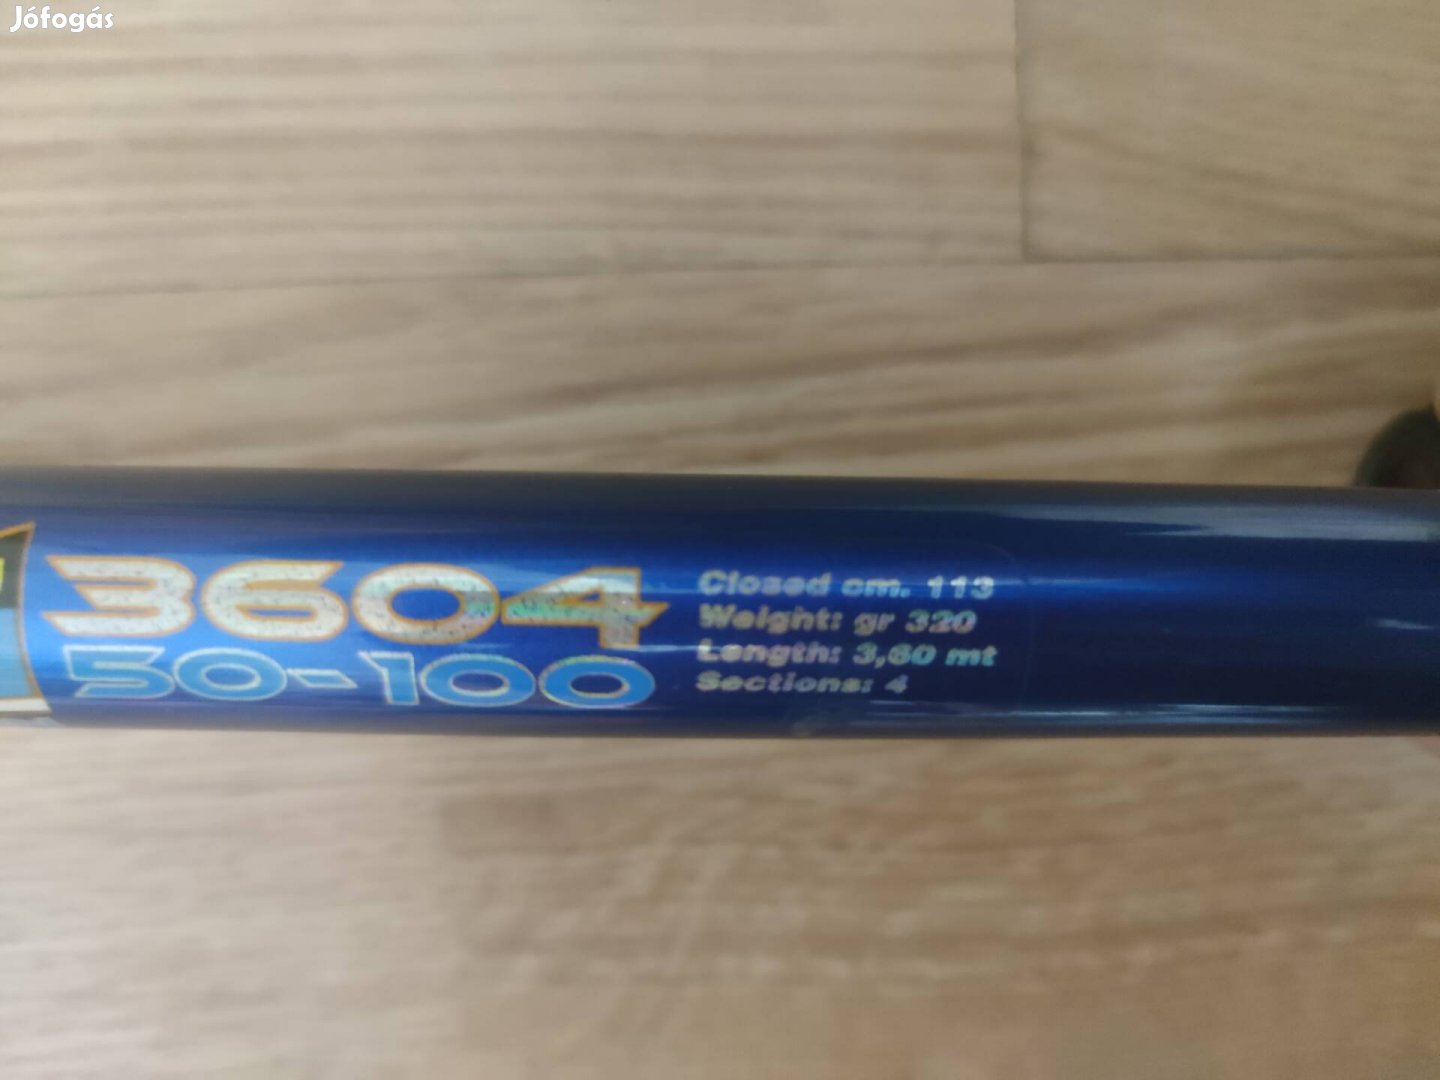 Jófogás
3604
50-100
Closed cm. 113
Weight: gr 320
Length: 3,60 mt
Sections: 4